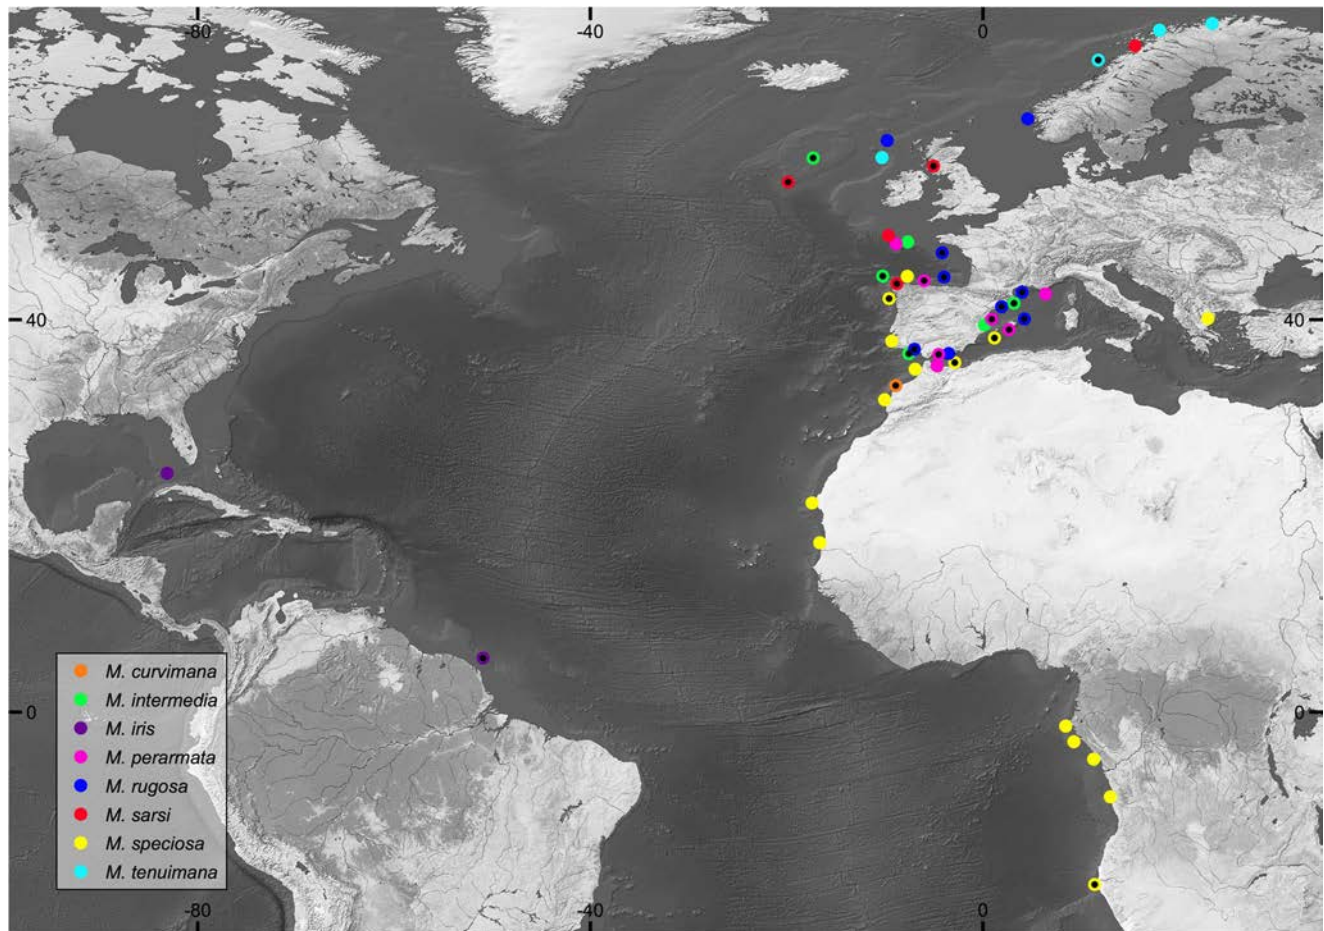 -80 -40 0
40 40
M. curvimana
M. intermedia
M. iris
M. perarmata
M. rugosa
M. sarsi
M. speciosa
M. tenuimana
0 0
-80 -40 0